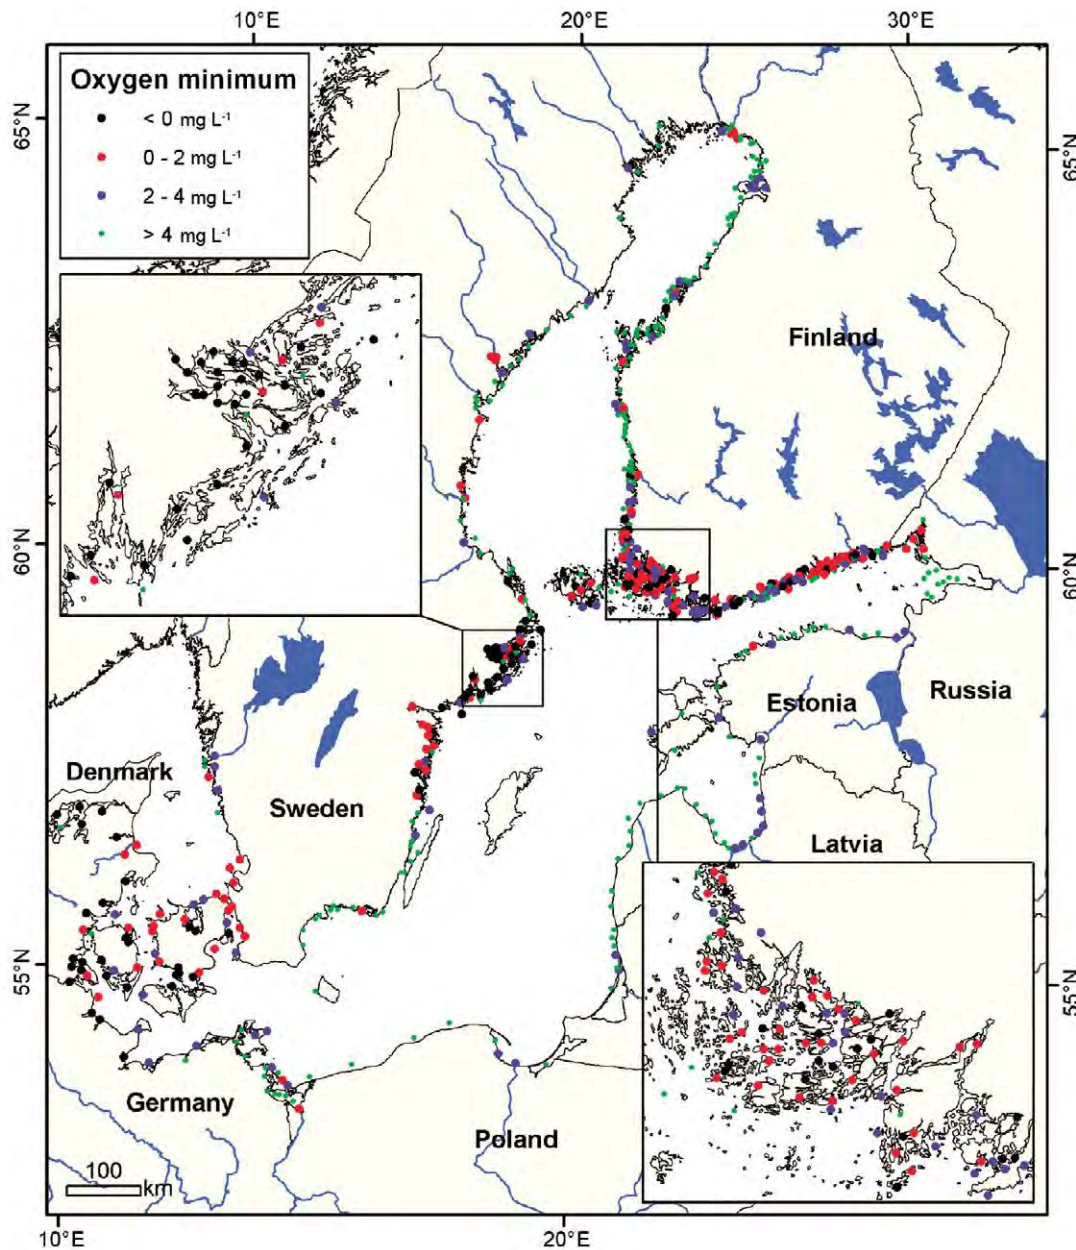 10°E 20°E 30°E
Oxygen minimum
< 0 mg L⁻¹
0 - 2 mg L⁻¹
2 - 4 mg L⁻¹
> 4 mg L⁻¹
65°N
65°N
Finland
60°N
60°N
Estonia
Russia
Denmark
Sweden
Latvia
55°N
55°N
Germany
Poland
100
km
10°E 20°E